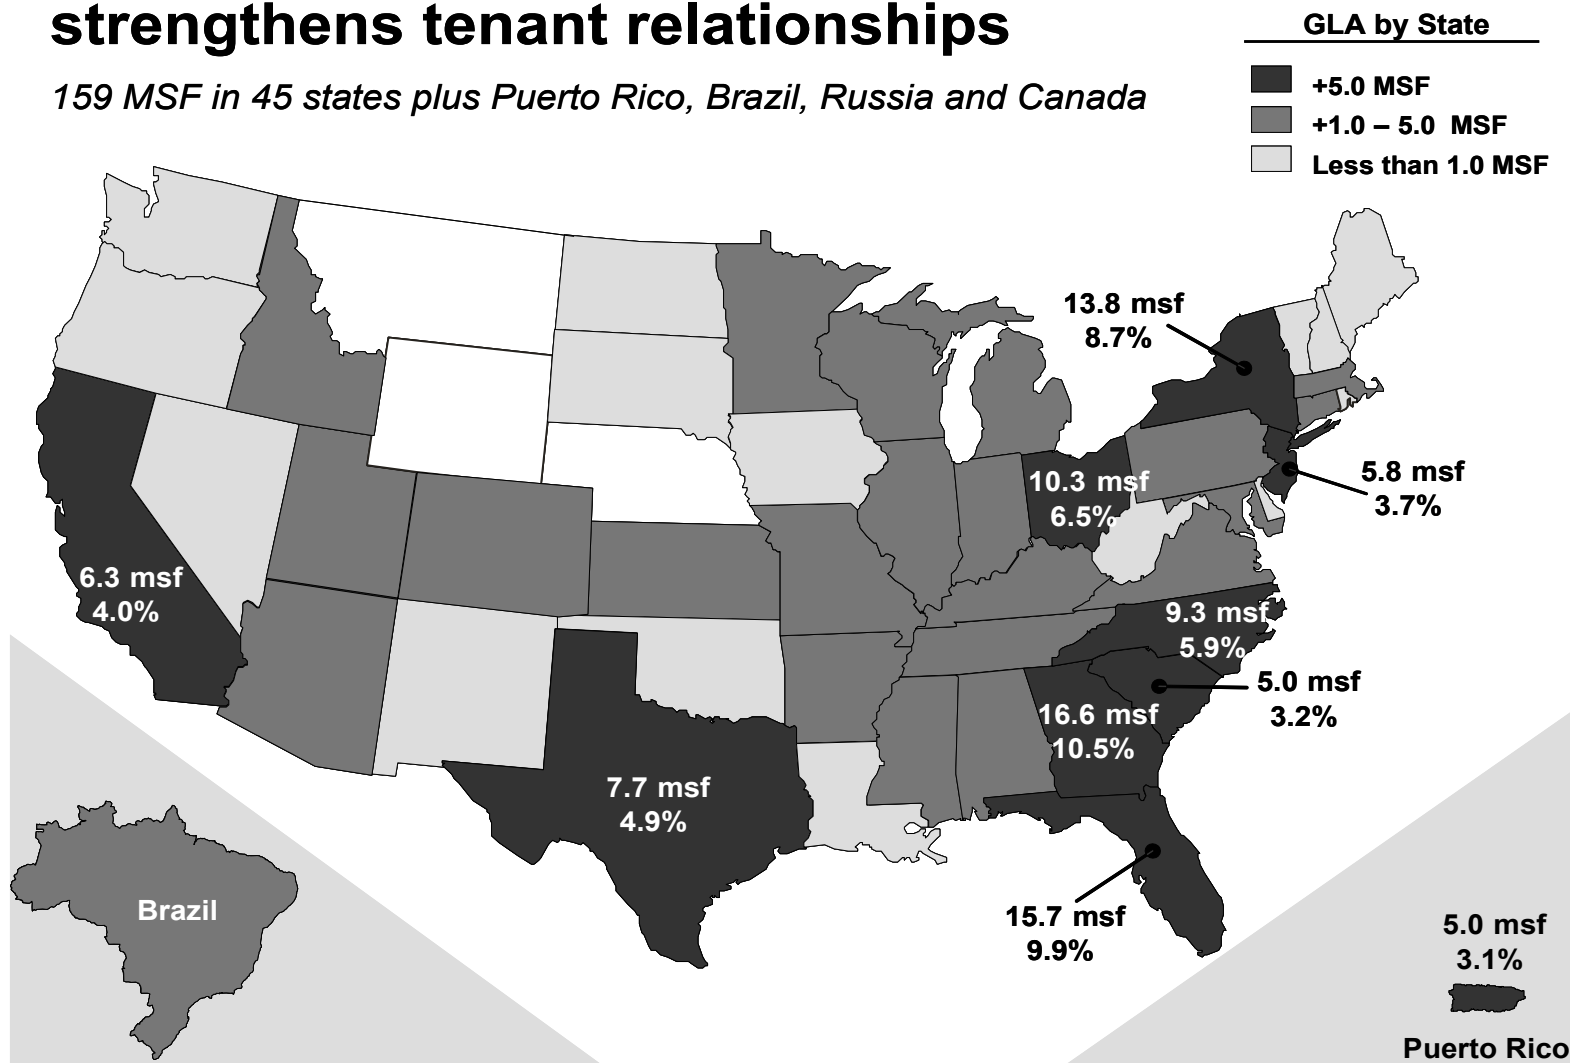 strengthens tenant relationships
159 MSF in 45 states plus Puerto Rico, Brazil, Russia and Canada
GLA by State
+5.0 MSF
+1.0 – 5.0 MSF
Less than 1.0 MSF
13.8 msf
8.7%
10.3 msf
6.5%
5.8 msf
3.7%
6.3 msf
4.0%
9.3 msf
5.9%
5.0 msf
3.2%
16.6 msf
10.5%
7.7 msf
4.9%
15.7 msf
9.9%
Brazil
5.0 msf
3.1%
Puerto Rico